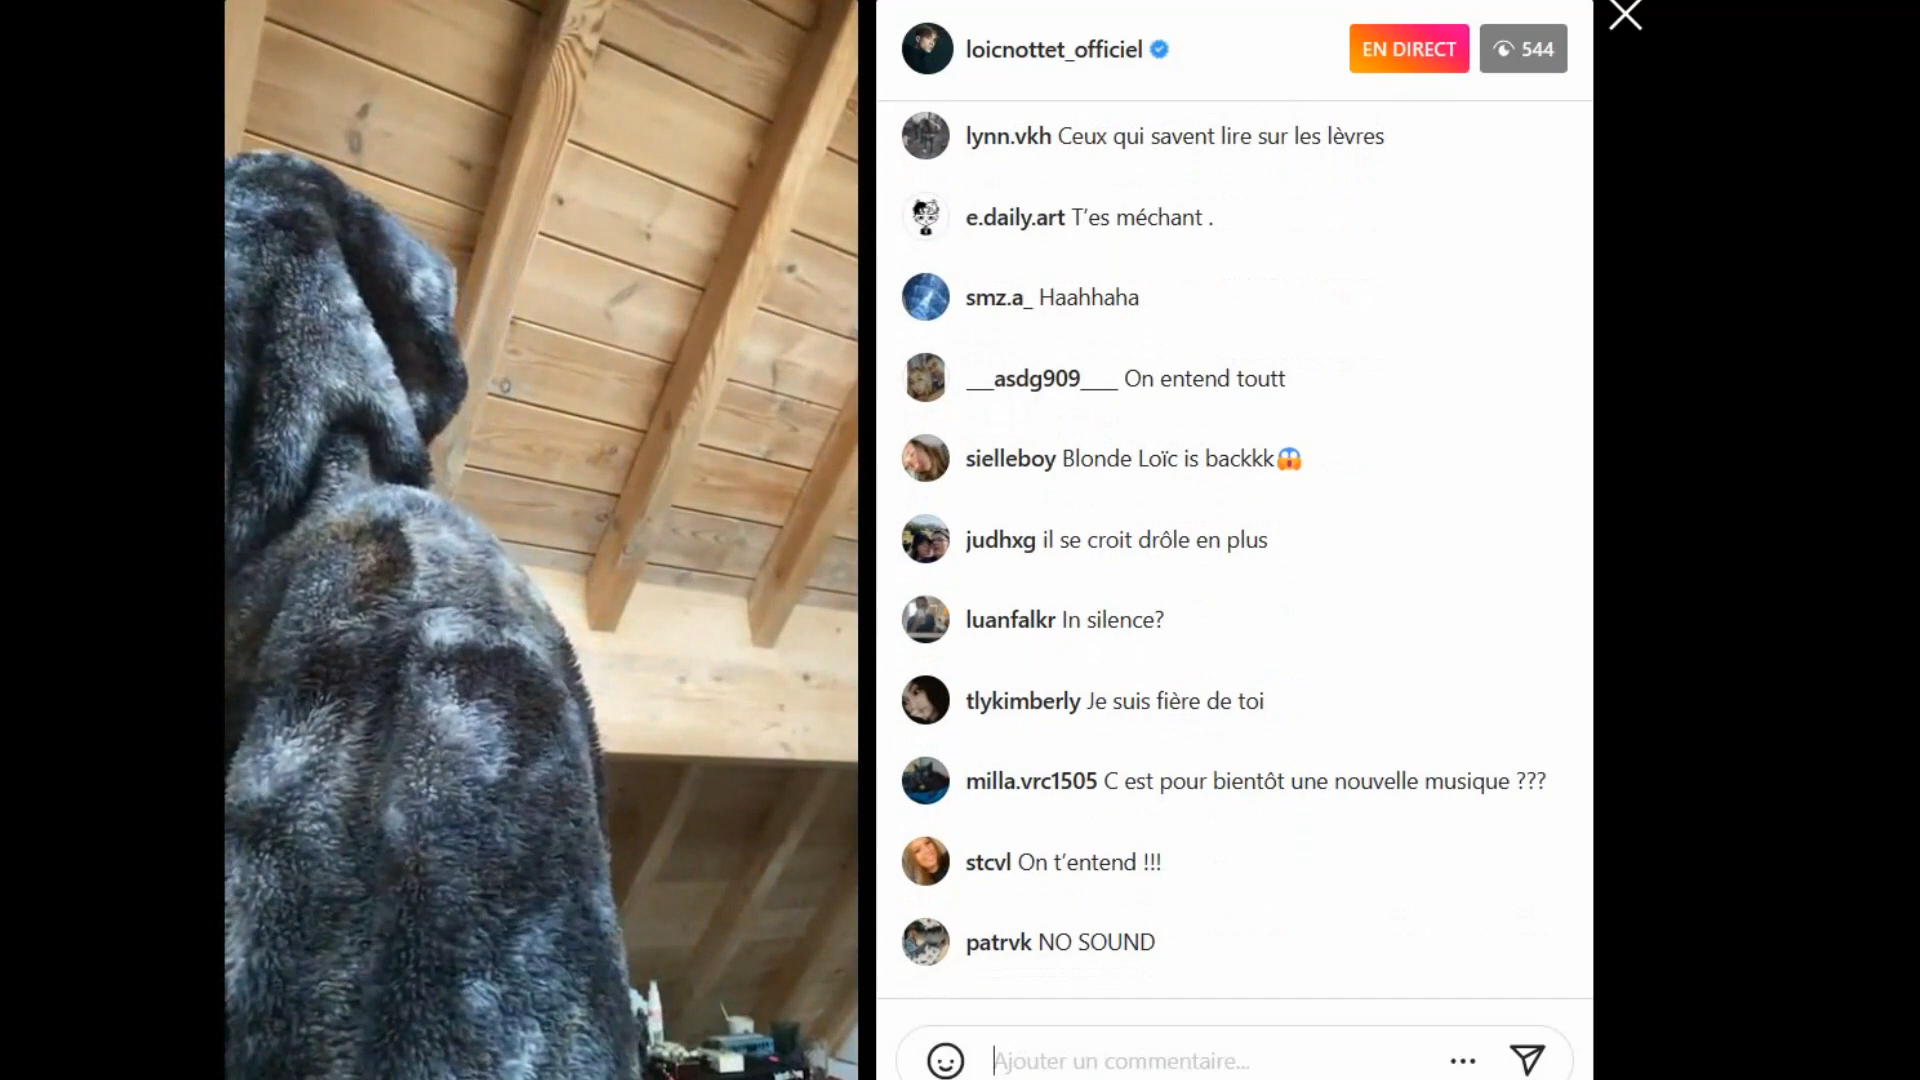 loicnottet_officiel
EN DIRECT
544
lynn.vkh Ceux qui savent lire sur les lèvres
e.daily.art T'es méchant .
smz.a_ Haahhaha
___asdg909____ On entend toutt
sielleboy Blonde Loïc is backkk😱
judhxg il se croit drôle en plus
luanfalkr In silence?
tlykimberly Je suis fière de toi
milla.vrc1505 C est pour bientôt une nouvelle musique ???
stcvl On t'entend !!!
patrvk NO SOUND
Ajouter un commentaire...